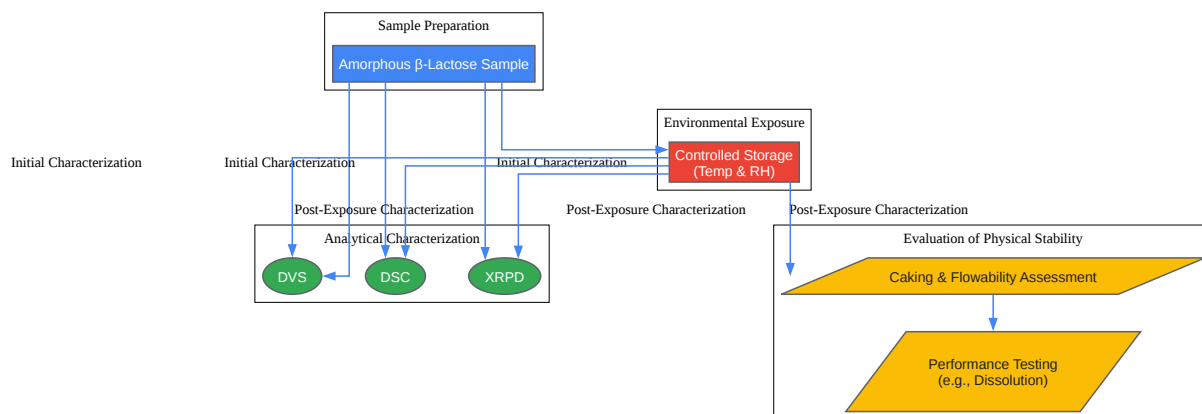 Sample Preparation
Amorphous β-Lactose Sample
Environmental Exposure
Initial Characterization
Initial Characterization
Initial Characterization
Controlled Storage
(Temp & RH)
Post-Exposure Characterization
Post-Exposure Characterization
Post-Exposure Characterization
Analytical Characterization
Evaluation of Physical Stability
DVS
DSC
XRPD
Caking & Flowability Assessment
Performance Testing
(e.g., Dissolution)